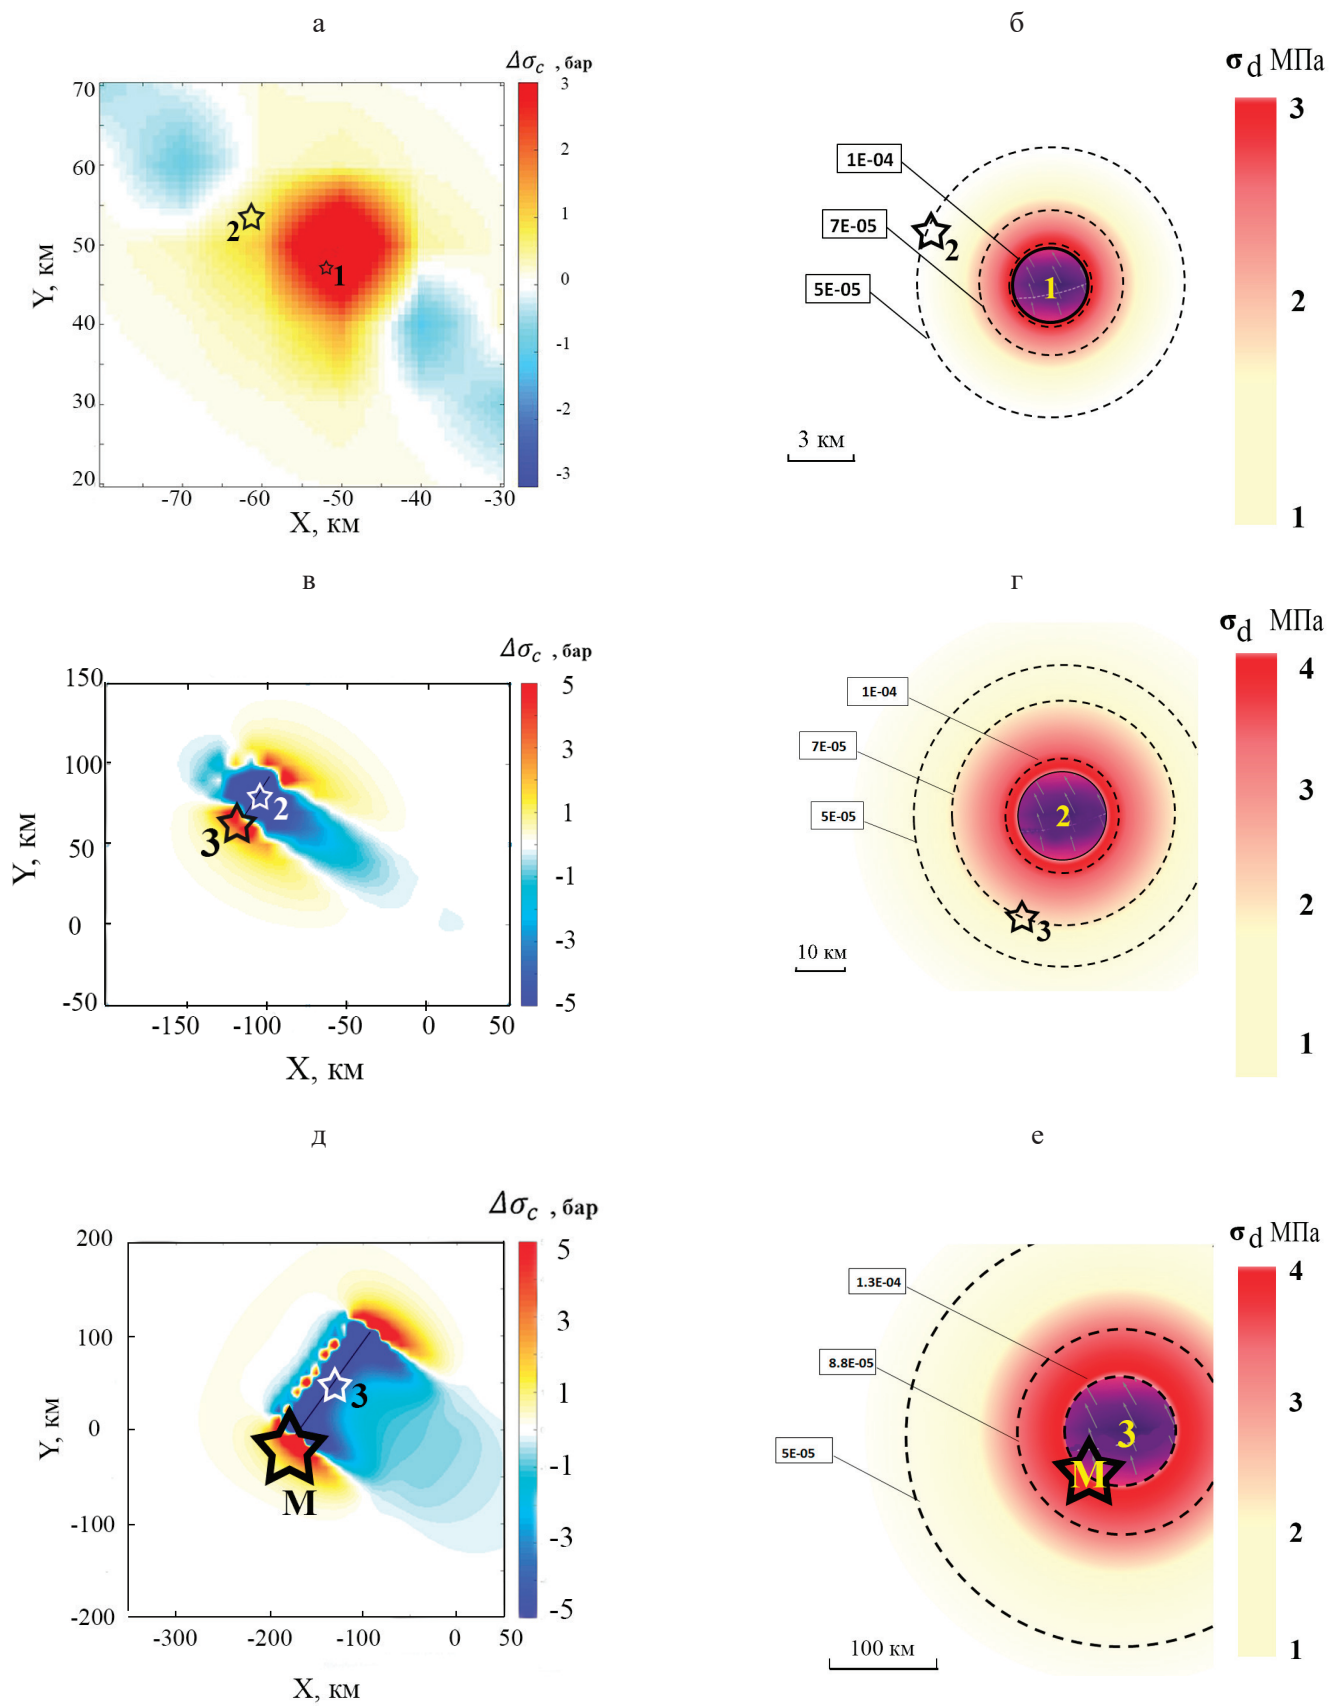 а
б
Δσc , бар
3
2
1
0
-1
-2
-3
70
60
50
40
30
20
Y, км
2
1
-70
-60
-50
-40
-30
X, км
σd МПа
3
2
1
1E-04
7E-05
5E-05
1
2
3 км
в
г
Δσc , бар
5
3
1
-1
-3
-5
150
100
50
0
-50
Y, км
2
3
-150
-100
-50
0
50
X, км
σd МПа
4
3
2
1
1E-04
7E-05
5E-05
2
3
10 км
д
е
Δσc , бар
5
3
1
-1
-3
-5
200
100
0
-100
-200
Y, км
3
М
-300
-200
-100
0
50
X, км
σd МПа
4
3
2
1
1.3E-04
8.8E-05
5E-05
3
М
100 км